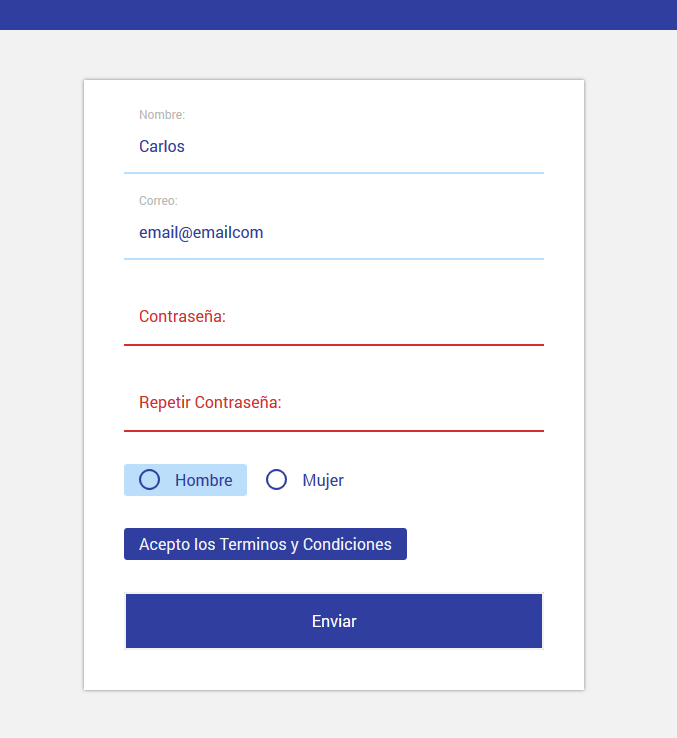 Nombre:
Carlos
Correo:
email@emailcom
Contraseña:
Repetir Contraseña:
Hombre Mujer
Acepto los Terminos y Condiciones
Enviar